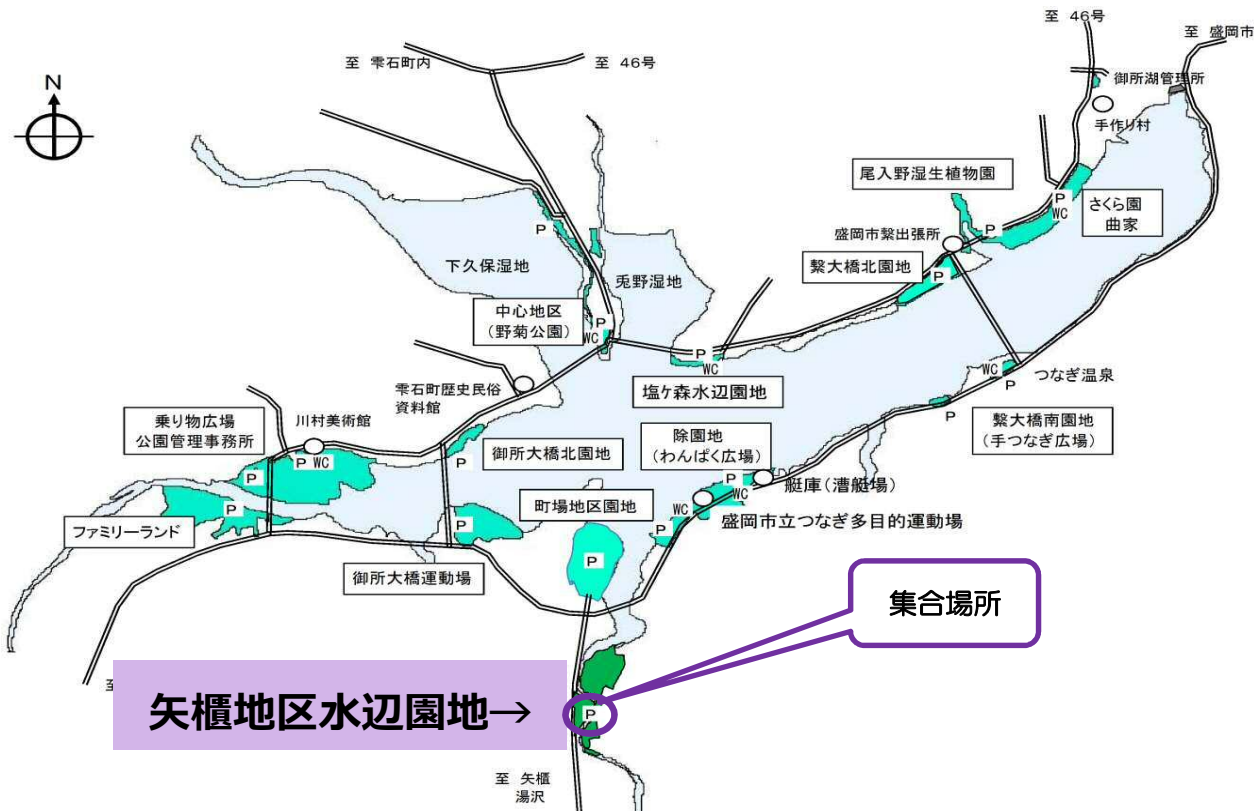 至 46号
至 盛岡市
至 雫石町内
至 46号
御所湖管理所
N
手作り村
尾入野湿生植物園
P
WC
さくら園
曲家
P
盛岡市繋出張所
P
下久保湿地
兎野湿地
繋大橋北園地
P
中心地区
(野菊公園)
P
WC
P
WC
塩ケ森水辺園地
WC
P
つなぎ温泉
雫石町歴史民俗
資料館
乗り物広場
公園管理事務所
川村美術館
P WC
P
御所大橋北園地
P
除園地
(わんぱく広場)
P
WC
P
繋大橋南園地
(手つなぎ広場)
艇庫(漕艇場)
P
ファミリーランド
町場地区園地
WC
盛岡市立つなぎ多目的運動場
P
P
P
御所大橋運動場
集合場所
至
矢櫃地区水辺園地→
P
至 矢櫃
湯沢